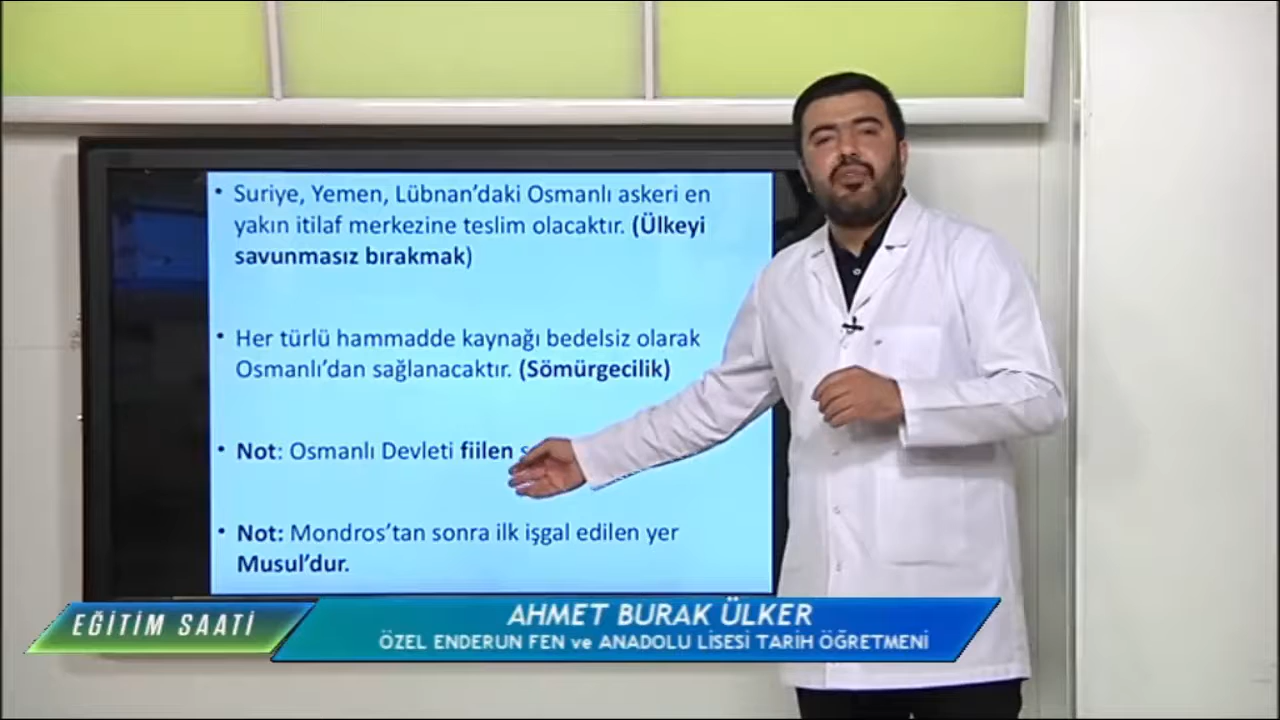 • Suriye, Yemen, Lübnan’daki Osmanlı askeri en
yakın itilaf merkezine teslim olacaktır. (Ülkeyi
savunmasız bırakmak)
• Her türlü hammadde kaynağı bedelsiz olarak
Osmanlı’dan sağlanacaktır. (Sömürgecilik)
• Not: Osmanlı Devleti fiilen
• Not: Mondros’tan sonra ilk işgal edilen yer
Musul’dur.
EĞİTİM SAATİ
AHMET BURAK ÜLKER
ÖZEL ENDERUN FEN ve ANADOLU LİSESİ TARİH ÖĞRETMENİ